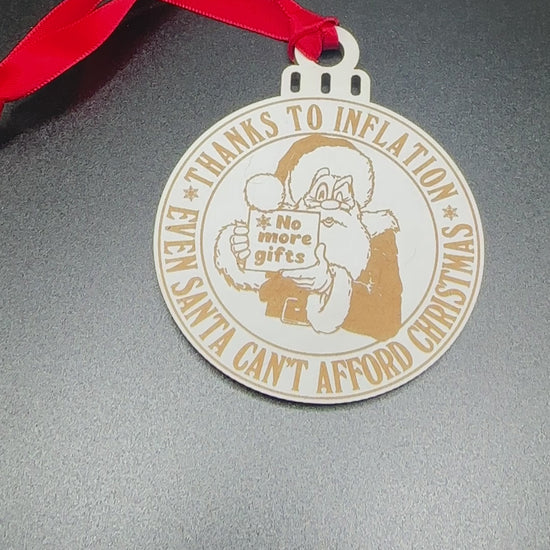 THANKS TO INFLATION
No
more
gifts
EVEN SANTA CAN'T AFFORD CHRISTMAS